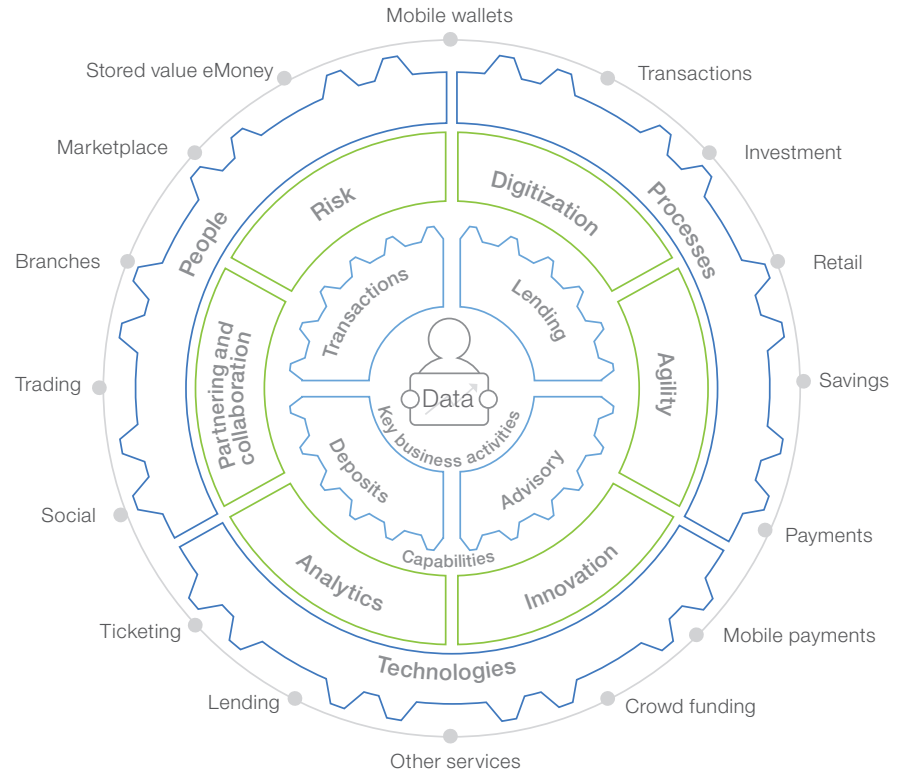 Mobile wallets
Stored value eMoney
Transactions
Marketplace
Investment
Branches
Retail
Trading
Savings
Social
Payments
Ticketing
Mobile payments
Lending
Crowd funding
Other services
People
Processes
Technologies
Risk
Digitization
Partnering and
collaboration
Agility
Analytics
Innovation
Capabilities
Transactions
Lending
Deposits
Advisory
Key business activities
Data